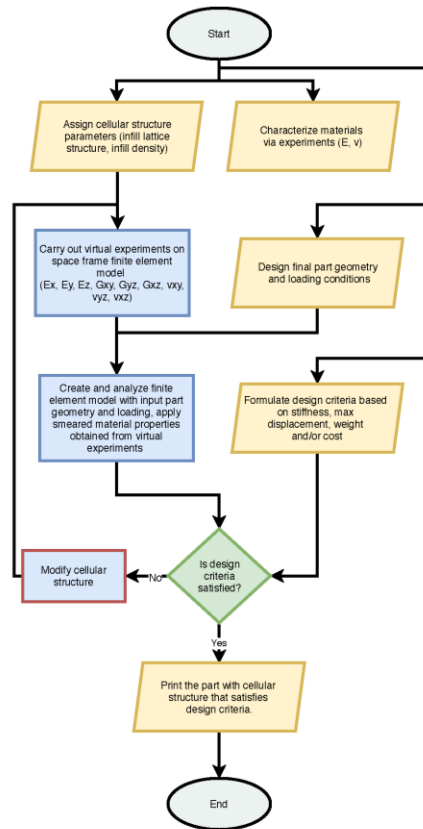 Start
Assign cellular structure
parameters (infill lattice
structure, infill density)
Characterize materials
via experiments (E, v)
Carry out virtual experiments on
space frame finite element
model
(Ex, Ey, Ez, Gxy, Gyz, Gxz, vxy,
vyz, vxz)
Design final part geometry
and loading conditions
Create and analyze finite
element model with input part
geometry and loading, apply
smeared material properties
obtained from virtual
experiments
Formulate design criteria based
on stiffness, max
displacement, weight
and/or cost
Is design
criteria
satisfied?
No
Modify cellular
structure
Yes
Print the part with cellular
structure that satisfies
design criteria.
End